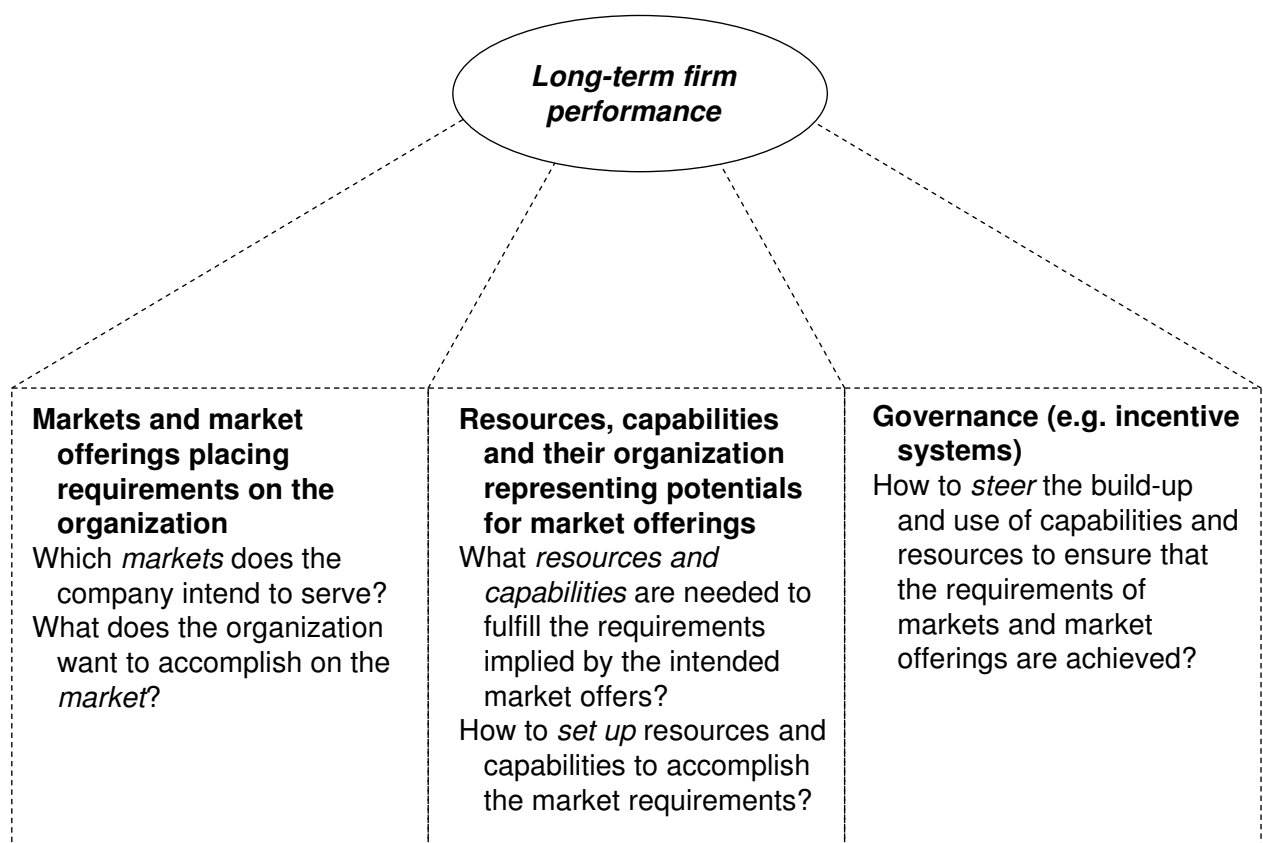 Long-term firm
performance
Markets and market
offerings placing
requirements on the
organization
Which markets does the
company intend to serve?
What does the organization
want to accomplish on the
market?
Resources, capabilities
and their organization
representing potentials
for market offerings
What resources and
capabilities are needed to
fulfill the requirements
implied by the intended
market offers?
How to set up resources and
capabilities to accomplish
the market requirements?
Governance (e.g. incentive
systems)
How to steer the build-up
and use of capabilities and
resources to ensure that
the requirements of
markets and market
offerings are achieved?